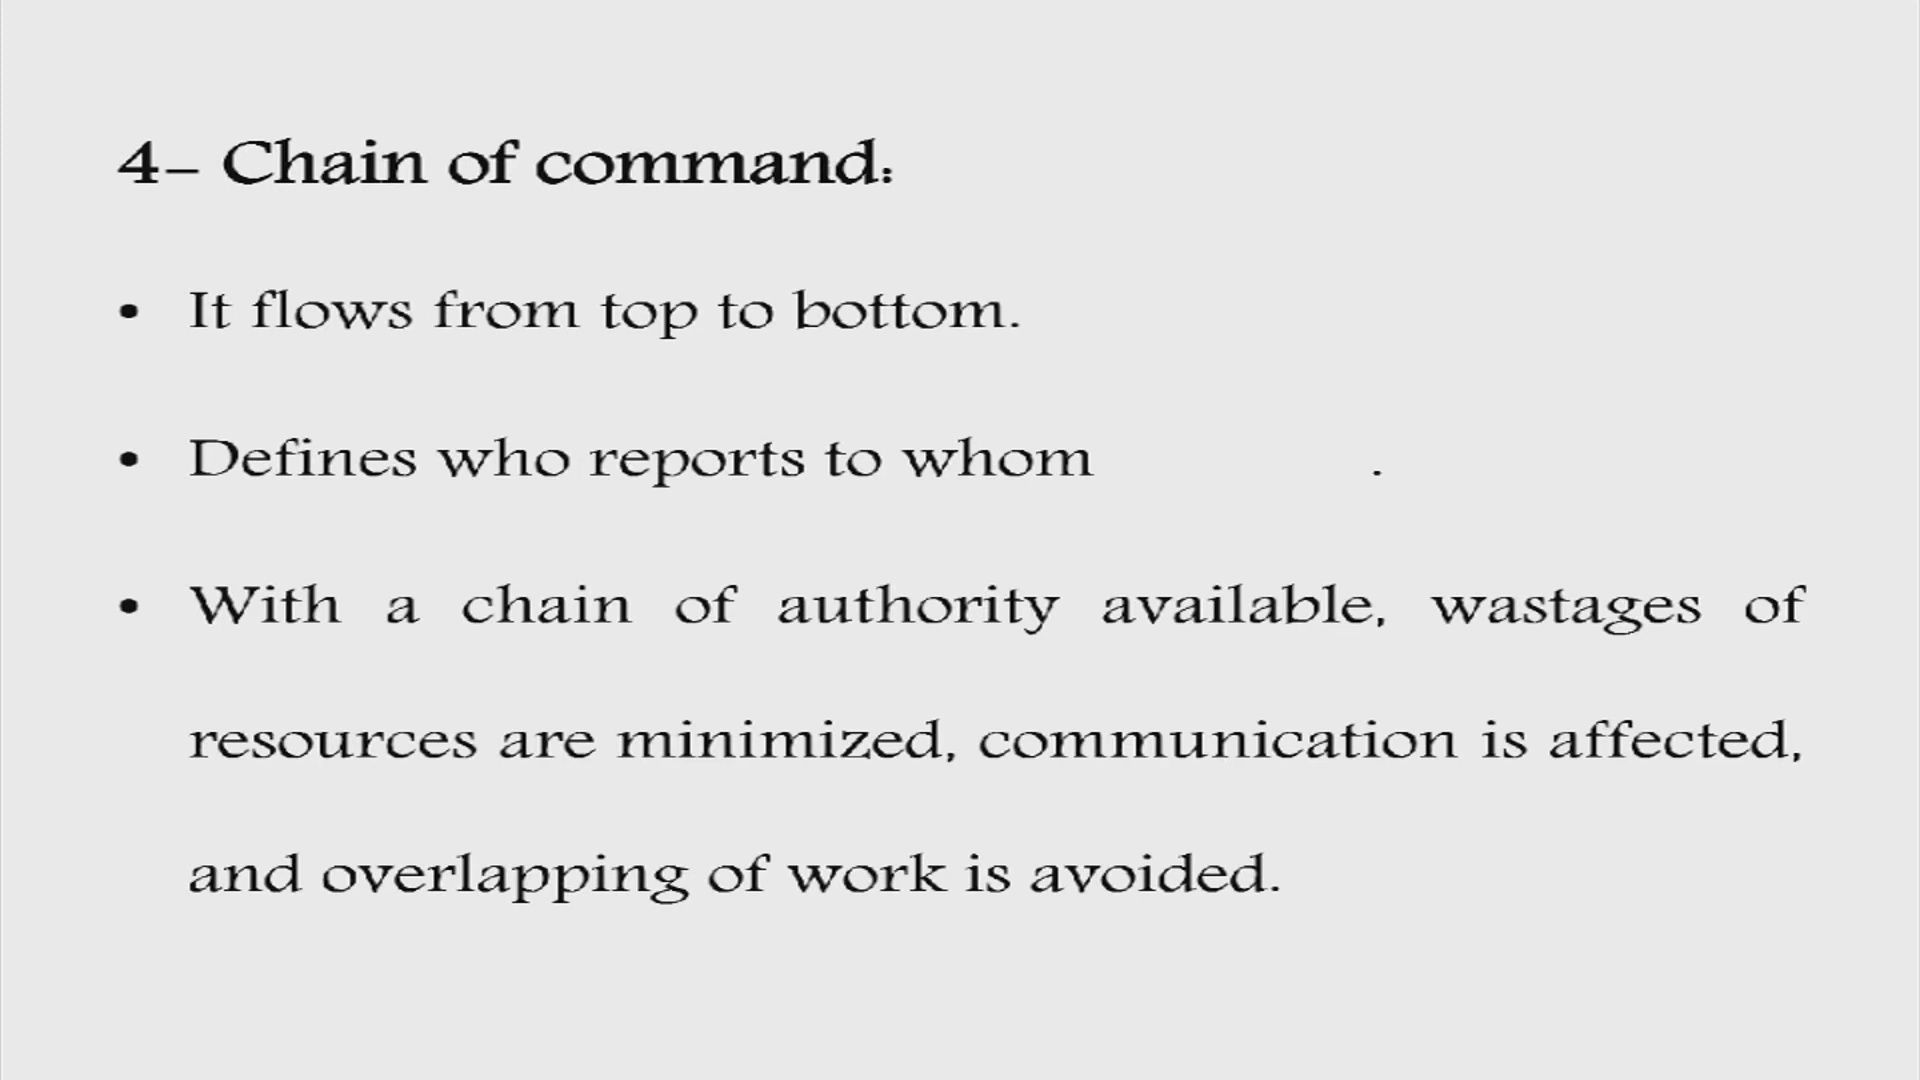 4- Chain of command:
• It flows from top to bottom.
• Defines who reports to whom .
• With a chain of authority available, wastages of
resources are minimized, communication is affected,
and overlapping of work is avoided.